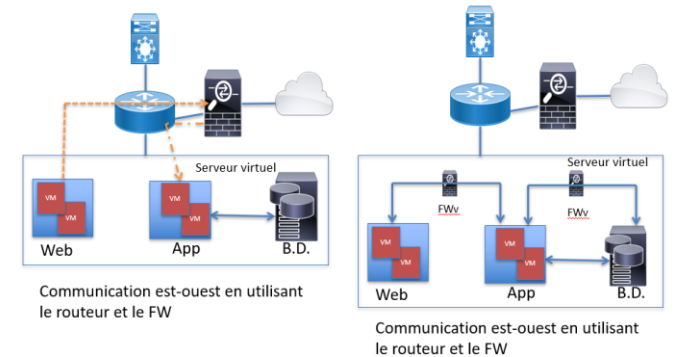 Serveur virtuel
VM
VM
VM
VM
Web
App
B.D.
Communication est-ouest en utilisant
le routeur et le FW
Serveur virtuel
FWv
FWv
VM
VM
VM
VM
Web
App
B.D.
Communication est-ouest en utilisant
le routeur et le FW